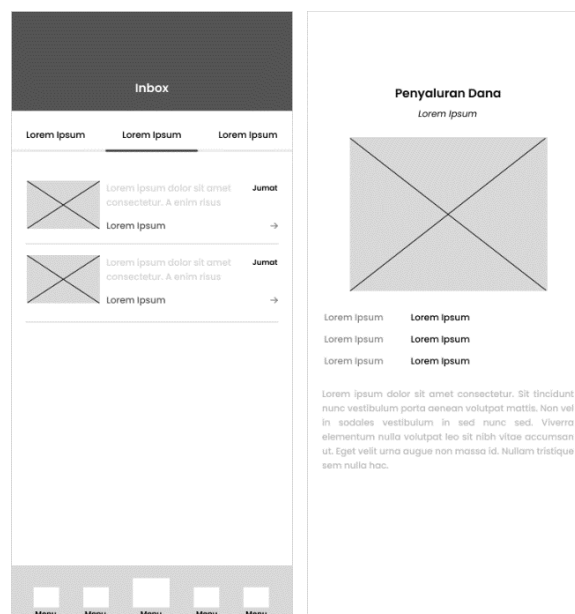 Inbox
Lorem Ipsum Lorem Ipsum Lorem Ipsum
Lorem ipsum dolor sit amet Jumat
consectetur. A enim risus
Lorem Ipsum →
Lorem ipsum dolor sit amet Jumat
consectetur. A enim risus
Lorem Ipsum →
Menu Menu Menu Menu Menu
Penyaluran Dana
Lorem Ipsum
Lorem Ipsum Lorem Ipsum
Lorem Ipsum Lorem Ipsum
Lorem Ipsum Lorem Ipsum
Lorem ipsum dolor sit amet consectetur. Sit tincidunt
nunc vestibulum porta aenean volutpat mattis. Non vel
in sodales vestibulum in sed nunc sed. Viverra
elementum nulla volutpat leo sit nibh vitae accumsan
ut. Eget velit urna augue non massa id. Nullam tristique
sem nulla hac.